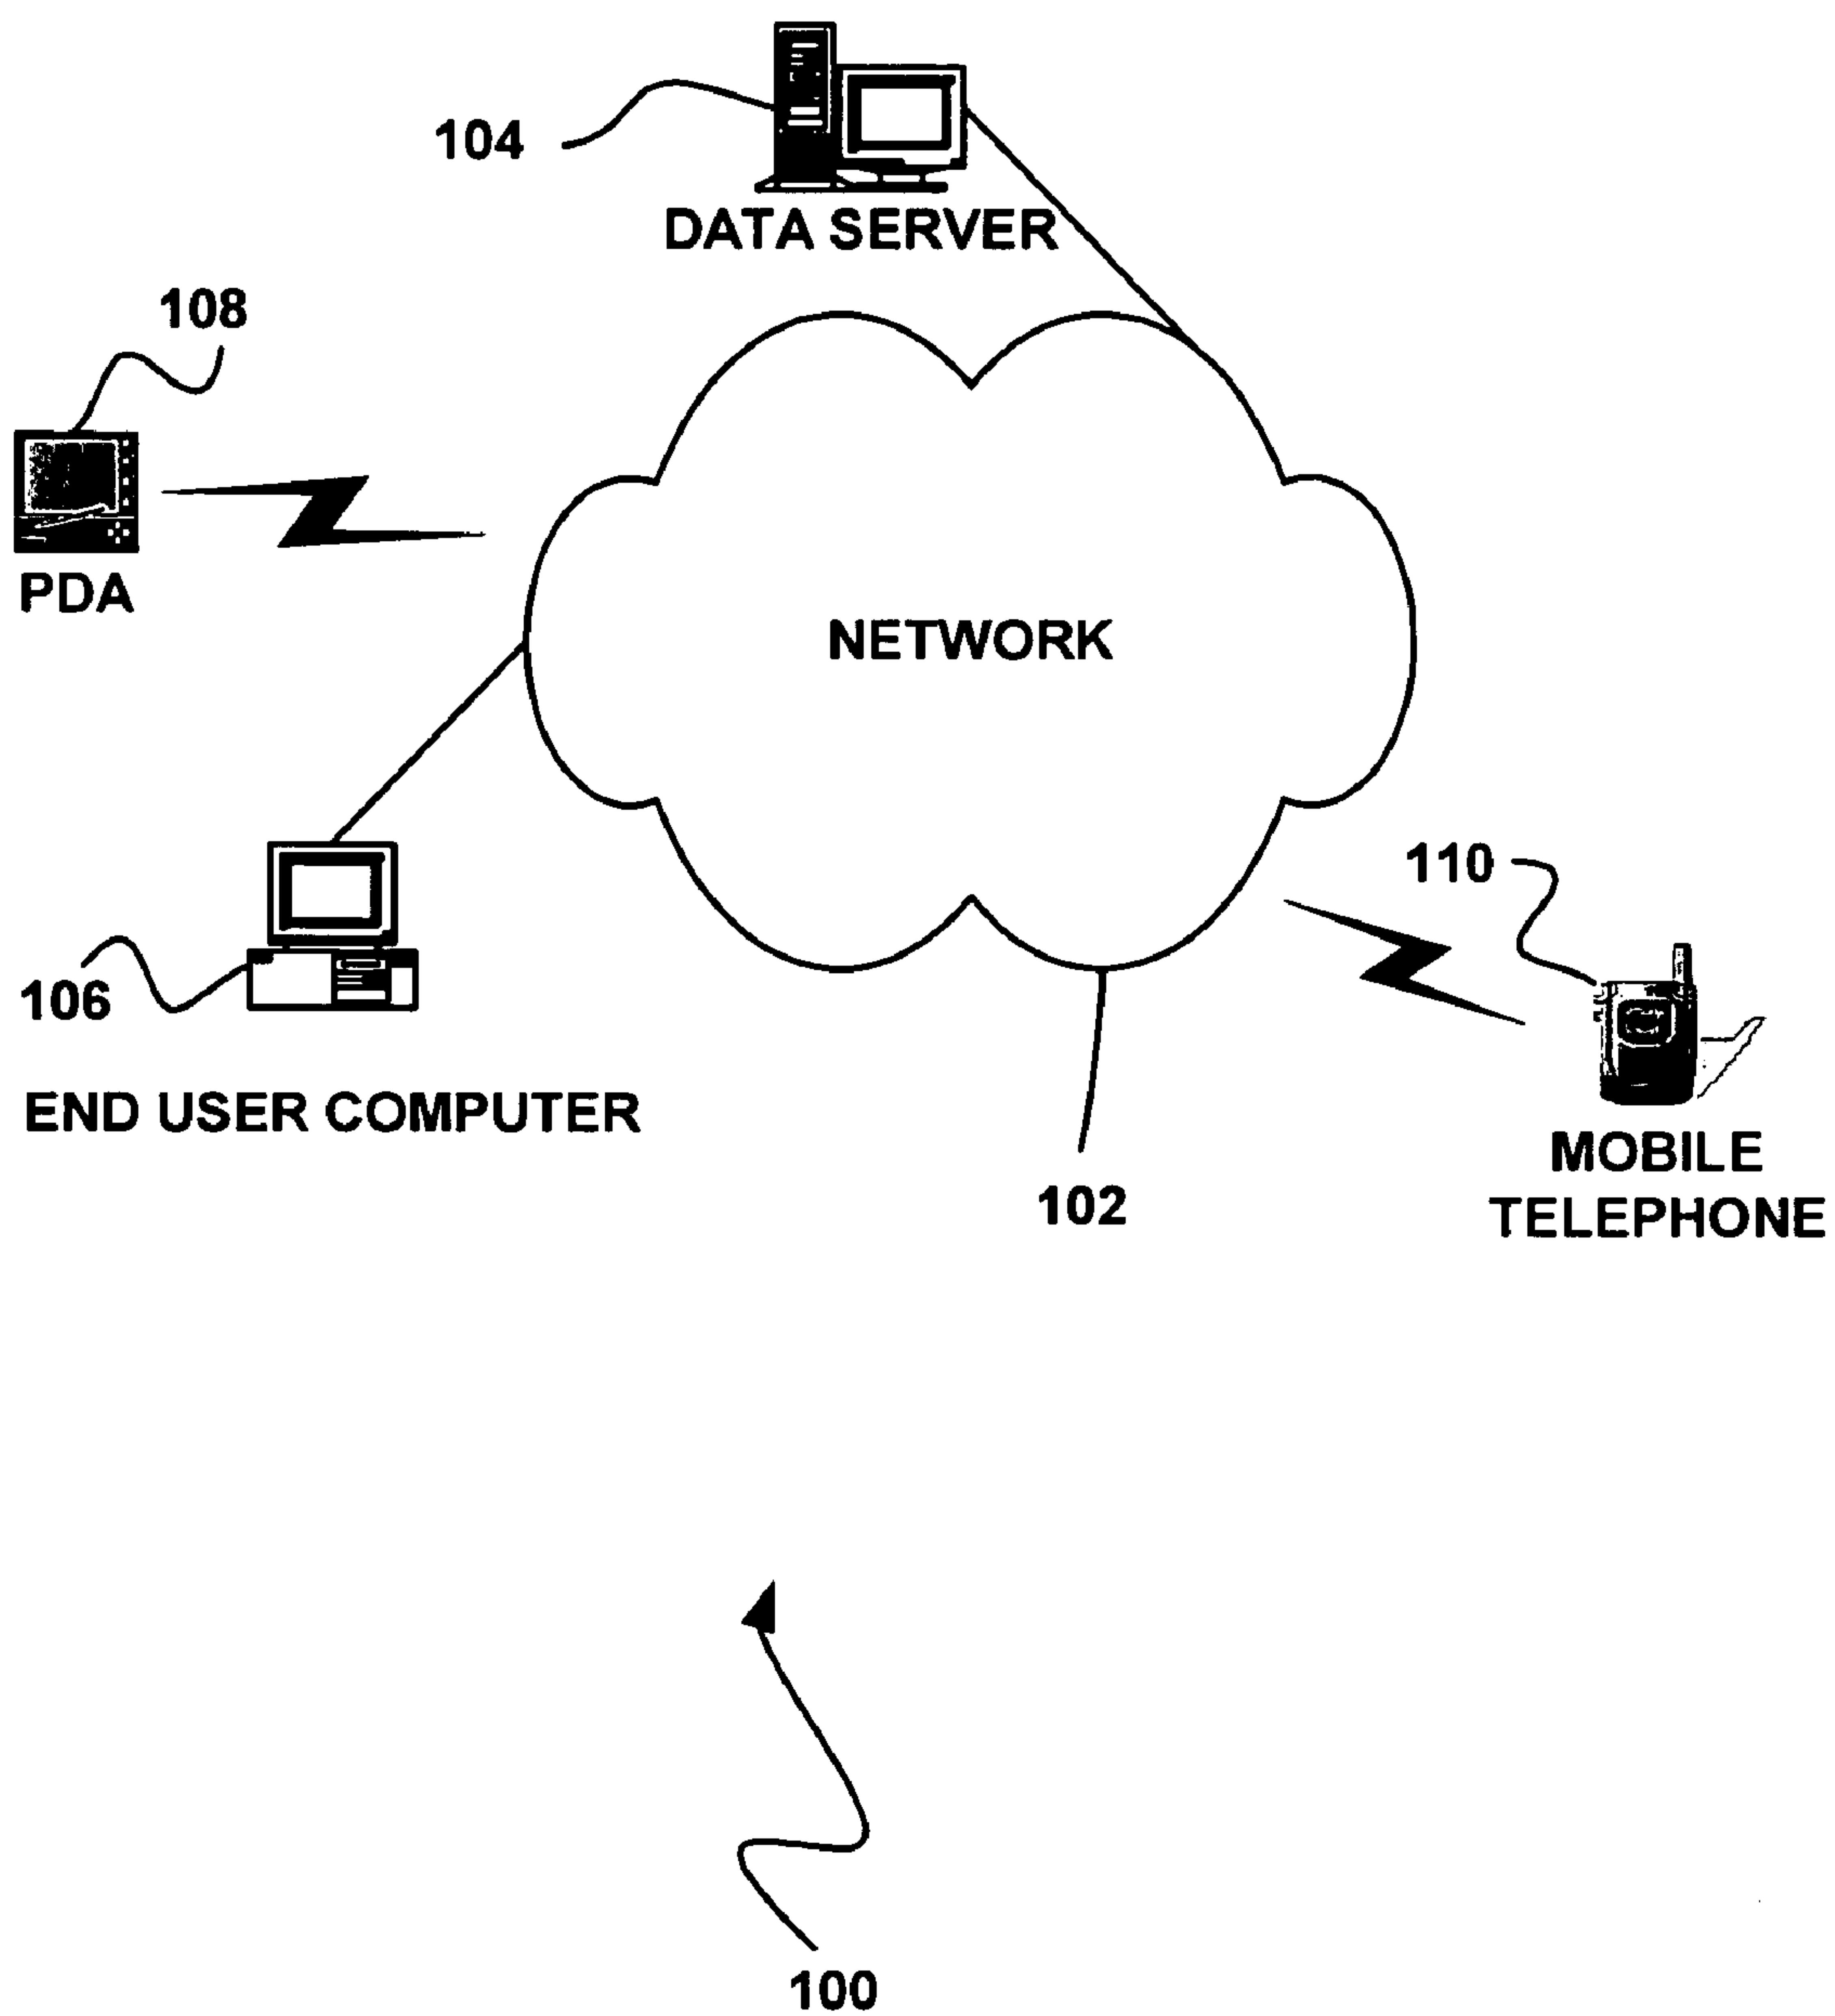 104
DATA SERVER
108
PDA
NETWORK
110
106
END USER COMPUTER
MOBILE
TELEPHONE
102
100